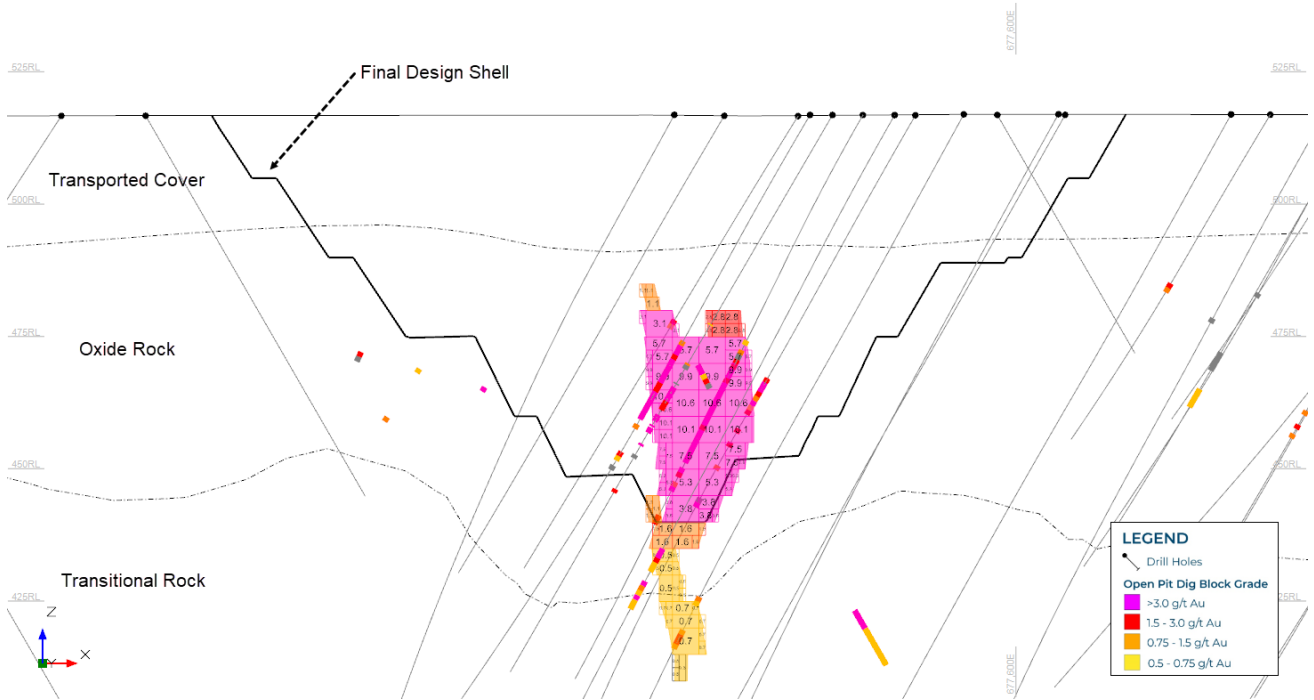 677,600E
525RL
525RL
Final Design Shell
Transported Cover
500RL
500RL
1.1
3.1
2.8 2.8
2.8 2.8
475RL
475RL
5.7
5.7
5.7
5.7
Oxide Rock
9.9
9.9
9.9
10.6
10.6
10.6
10.1
10.1
10.1
7.5
7.5
7.5
450RL
450RL
5.3
5.3
3.8
3.8
1.6
1.6
1.6
1.6
Transitional Rock
0.5
0.5
0.7
0.7
0.7
425RL
Z
X
Y
677,600E
LEGEND
Drill Holes
Open Pit Dig Block Grade
>3.0 g/t Au
1.5 - 3.0 g/t Au
0.75 - 1.5 g/t Au
0.5 - 0.75 g/t Au